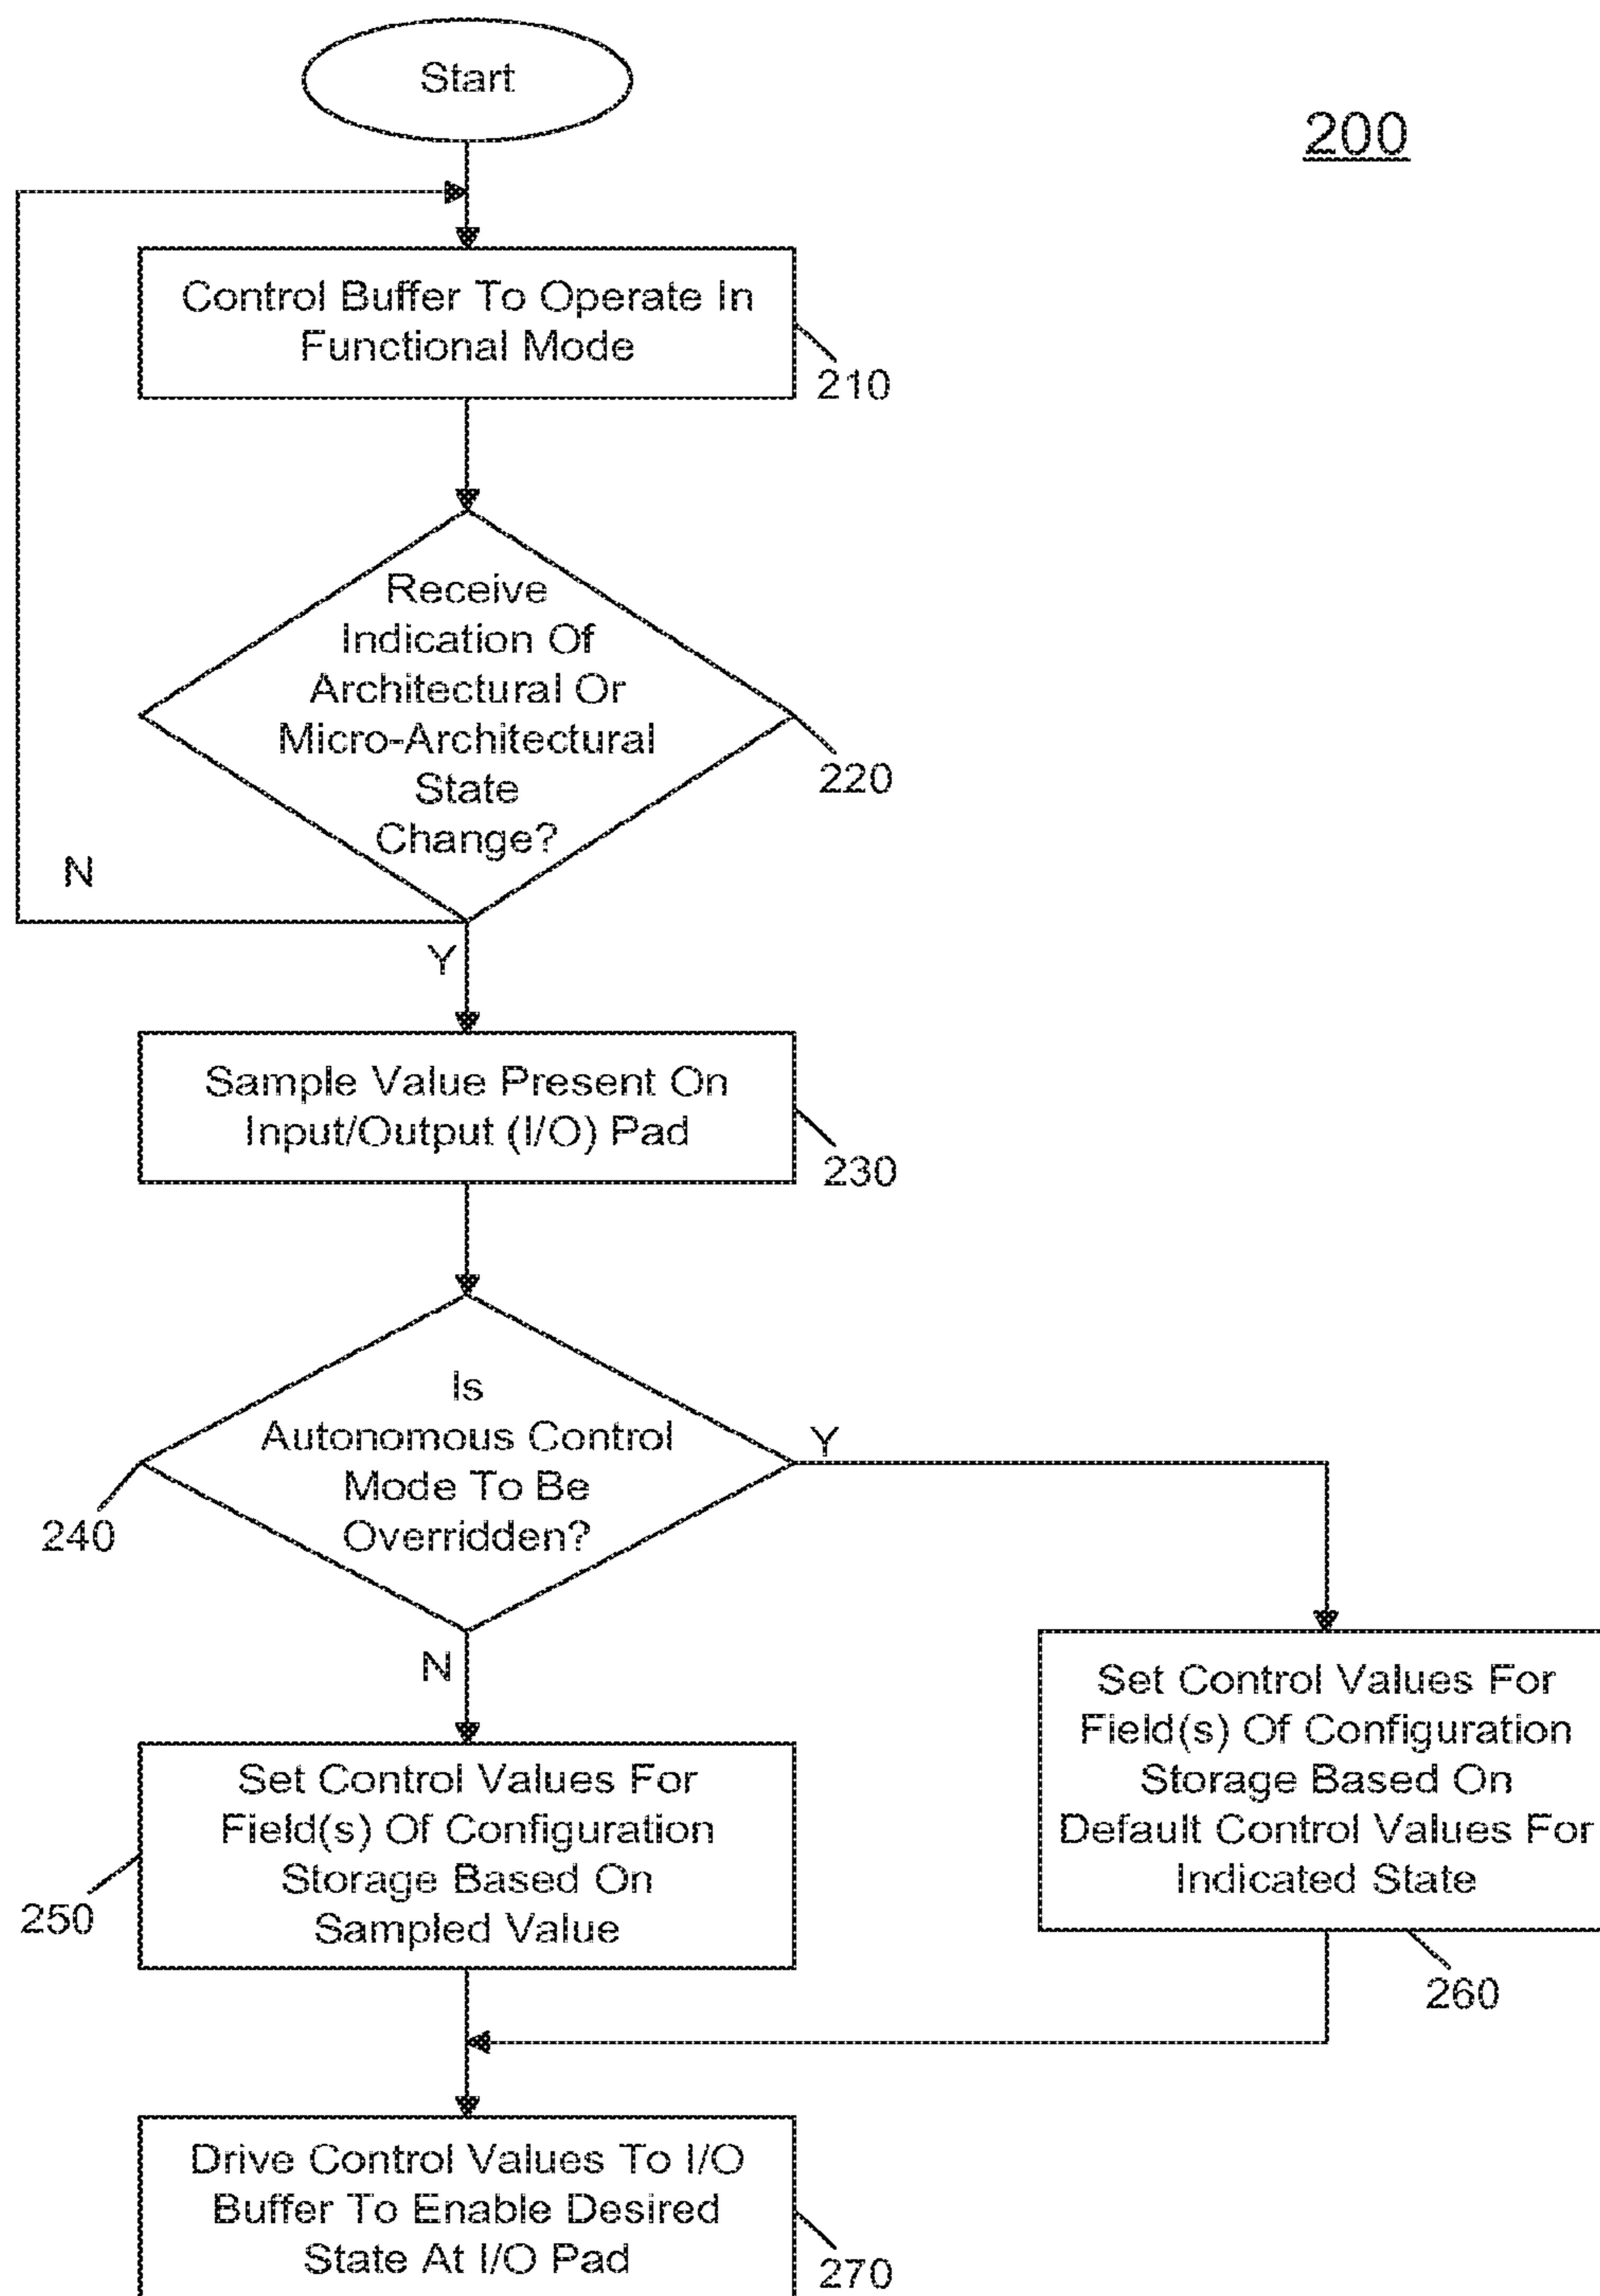 Start
200
Control Buffer To Operate In
Functional Mode
210
Receive
Indication Of
Architectural Or
Micro-Architectural
State
Change?
220
N
Y
Sample Value Present On
Input/Output (I/O) Pad
230
Is
Autonomous Control
Mode To Be
Overridden?
Y
240
N
Set Control Values For
Field(s) Of Configuration
Storage Based On
Sampled Value
250
Set Control Values For
Field(s) Of Configuration
Storage Based On
Default Control Values For
Indicated State
260
Drive Control Values To I/O
Buffer To Enable Desired
State At I/O Pad
270